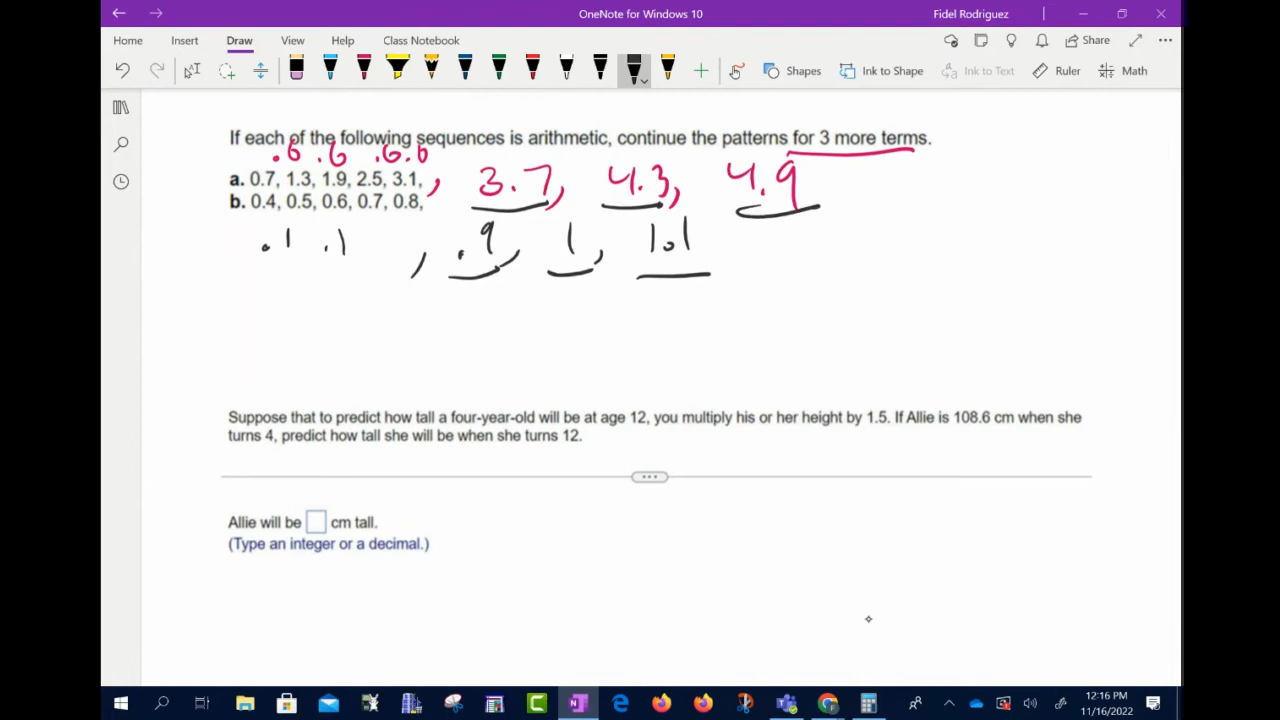 OneNote for Windows 10
Fidel Rodriguez
Home Insert Draw View Help Class Notebook Share
Shapes Ink to Shape Ink to Text Ruler Math
If each of the following sequences is arithmetic, continue the patterns for 3 more terms.
.6 .6 .6 .6
a. 0.7, 1.3, 1.9, 2.5, 3.1, , 3.7, 4.3, 4.9
b. 0.4, 0.5, 0.6, 0.7, 0.8,
.1 .1 , .9, 1, 1.1
Suppose that to predict how tall a four-year-old will be at age 12, you multiply his or her height by 1.5. If Allie is 108.6 cm when she
turns 4, predict how tall she will be when she turns 12.
Allie will be cm tall.
(Type an integer or a decimal.)
12:16 PM
11/16/2022